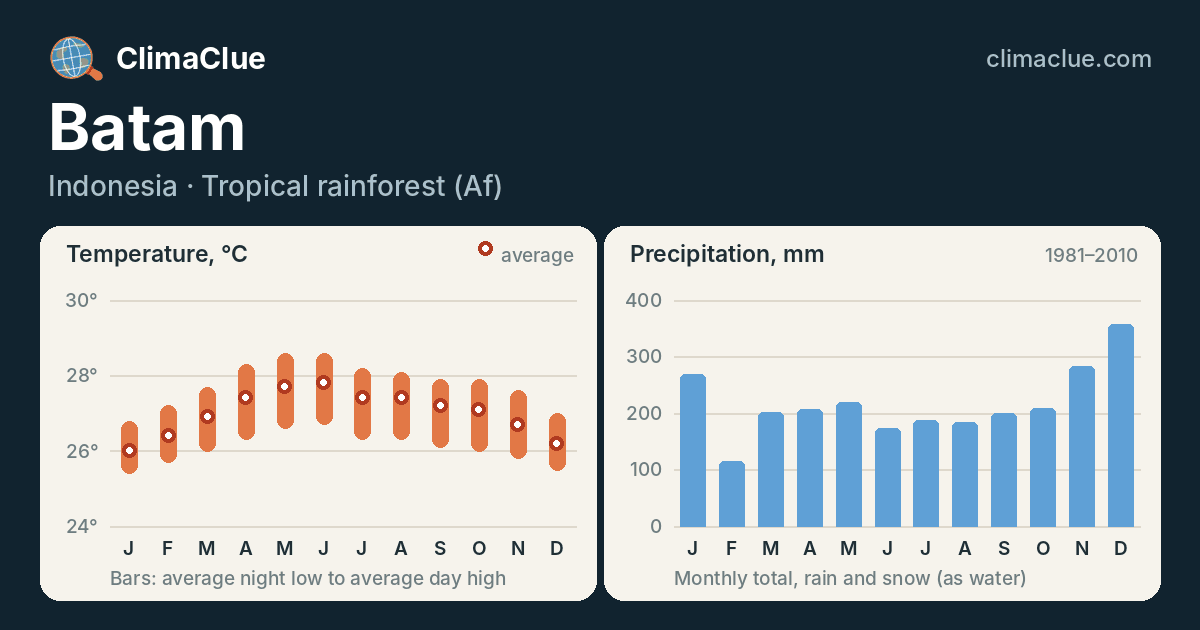 ClimaClue
climaclue.com
Batam
Indonesia · Tropical rainforest (Af)
Temperature, °C
average
30°
28°
26°
24°
J F M A M J J A S O N D
Bars: average night low to average day high
Precipitation, mm
1981–2010
400
300
200
100
0
J F M A M J J A S O N D
Monthly total, rain and snow (as water)